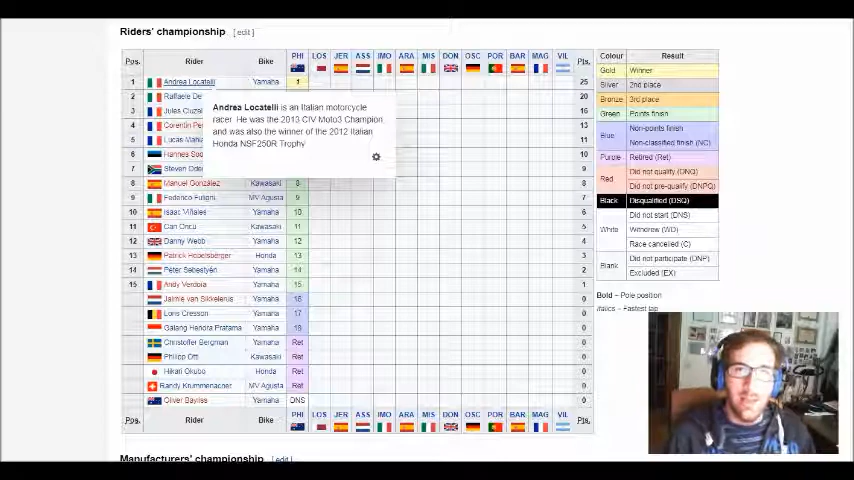 Riders' championship [edit]
Pos. Rider Bike PHI LOS JER ASS IMO ARA MIS DON OSC POR BAR MAG VIL Pts.
1 Andrea Locatelli Yamaha 1 25
2 Raffaele De 20
3 Jules Cluzel 16
4 Corentin Per 13
5 Lucas Mahia 11
6 Hannes Soo 10
7 Steven Oden 9
8 Manuel González Kawasaki 8 8
9 Federico Fuligni MV Agusta 9 7
10 Isaac Viñales Yamaha 10 6
11 Can Öncü Kawasaki 11 5
12 Danny Webb Yamaha 12 4
13 Patrick Hobelsberger Honda 13 3
14 Péter Sebestyén Yamaha 14 2
15 Andy Verdoïa Yamaha 15 1
Jaimie van Sikkelerus Yamaha 16 0
Loris Cresson Yamaha 17 0
Galang Hendra Pratama Yamaha 18 0
Christoffer Bergman Yamaha Ret 0
Philipp Öttl Kawasaki Ret 0
Hikari Okubo Honda Ret 0
Randy Krummenacher MV Agusta Ret 0
Oliver Bayliss Yamaha DNS 0
Pos. Rider Bike PHI LOS JER ASS IMO ARA MIS DON OSC POR BAR MAG VIL Pts.
Andrea Locatelli is an Italian motorcycle
racer. He was the 2013 CIV Moto3 Champion
and was also the winner of the 2012 Italian
Honda NSF250R Trophy
Colour Result
Gold Winner
Silver 2nd place
Bronze 3rd place
Green Points finish
Blue Non-points finish
Non-classified finish (NC)
Purple Retired (Ret)
Red Did not qualify (DNQ)
Did not pre-qualify (DNPQ)
Black Disqualified (DSQ)
White Did not start (DNS)
Withdrew (WD)
Race cancelled (C)
Blank Did not participate (DNP)
Excluded (EX)
Bold – Pole position
Italics – Fastest lap
Manufacturers' championship [edit]